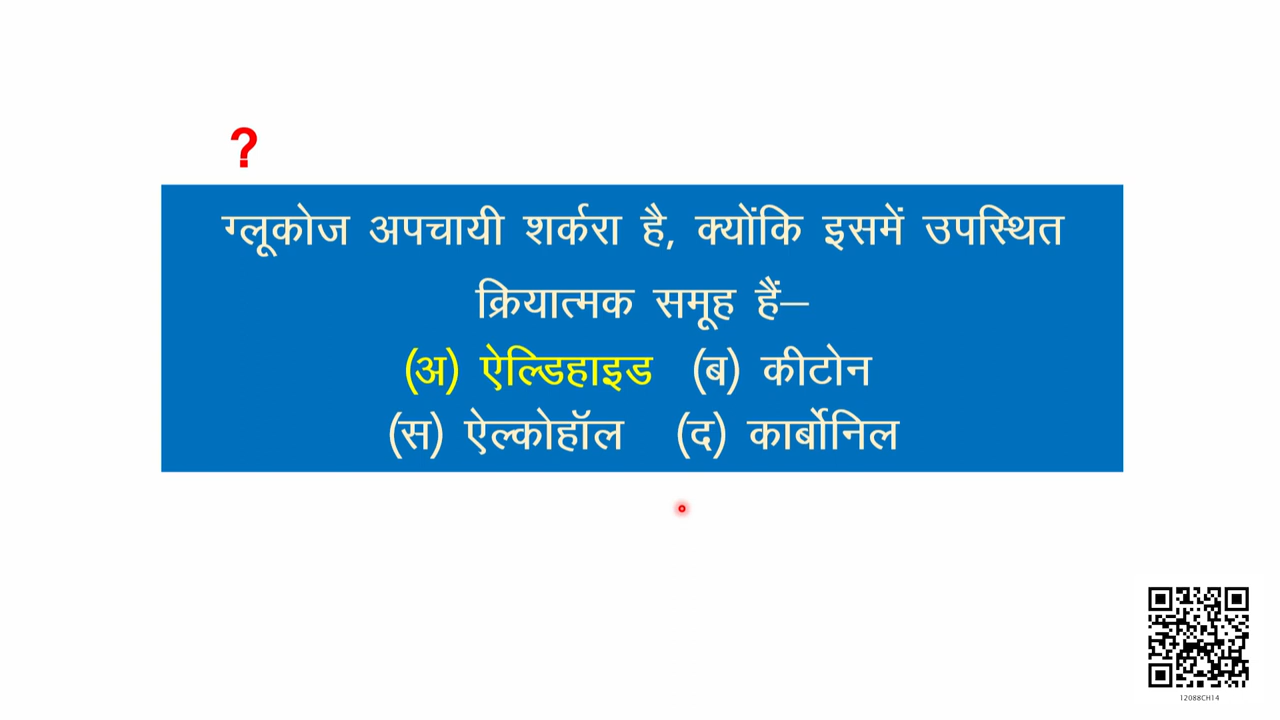 ?
ग्लूकोज अपचायी शर्करा है, क्योंकि इसमें उपस्थित
क्रियात्मक समूह हैं–
(अ) ऐल्डिहाइड (ब) कीटोन
(स) ऐल्कोहॉल (द) कार्बोनिल
12088CH14